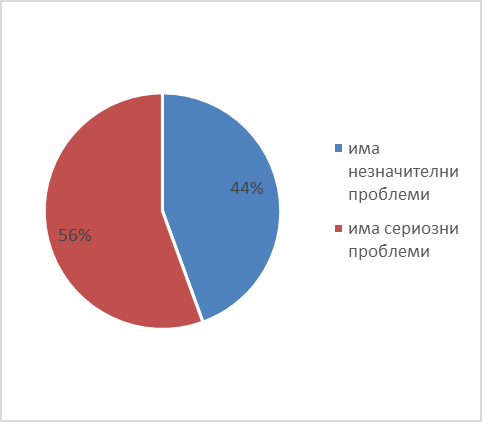 44%
56%
има
незначителни
проблеми
има сериозни
проблеми